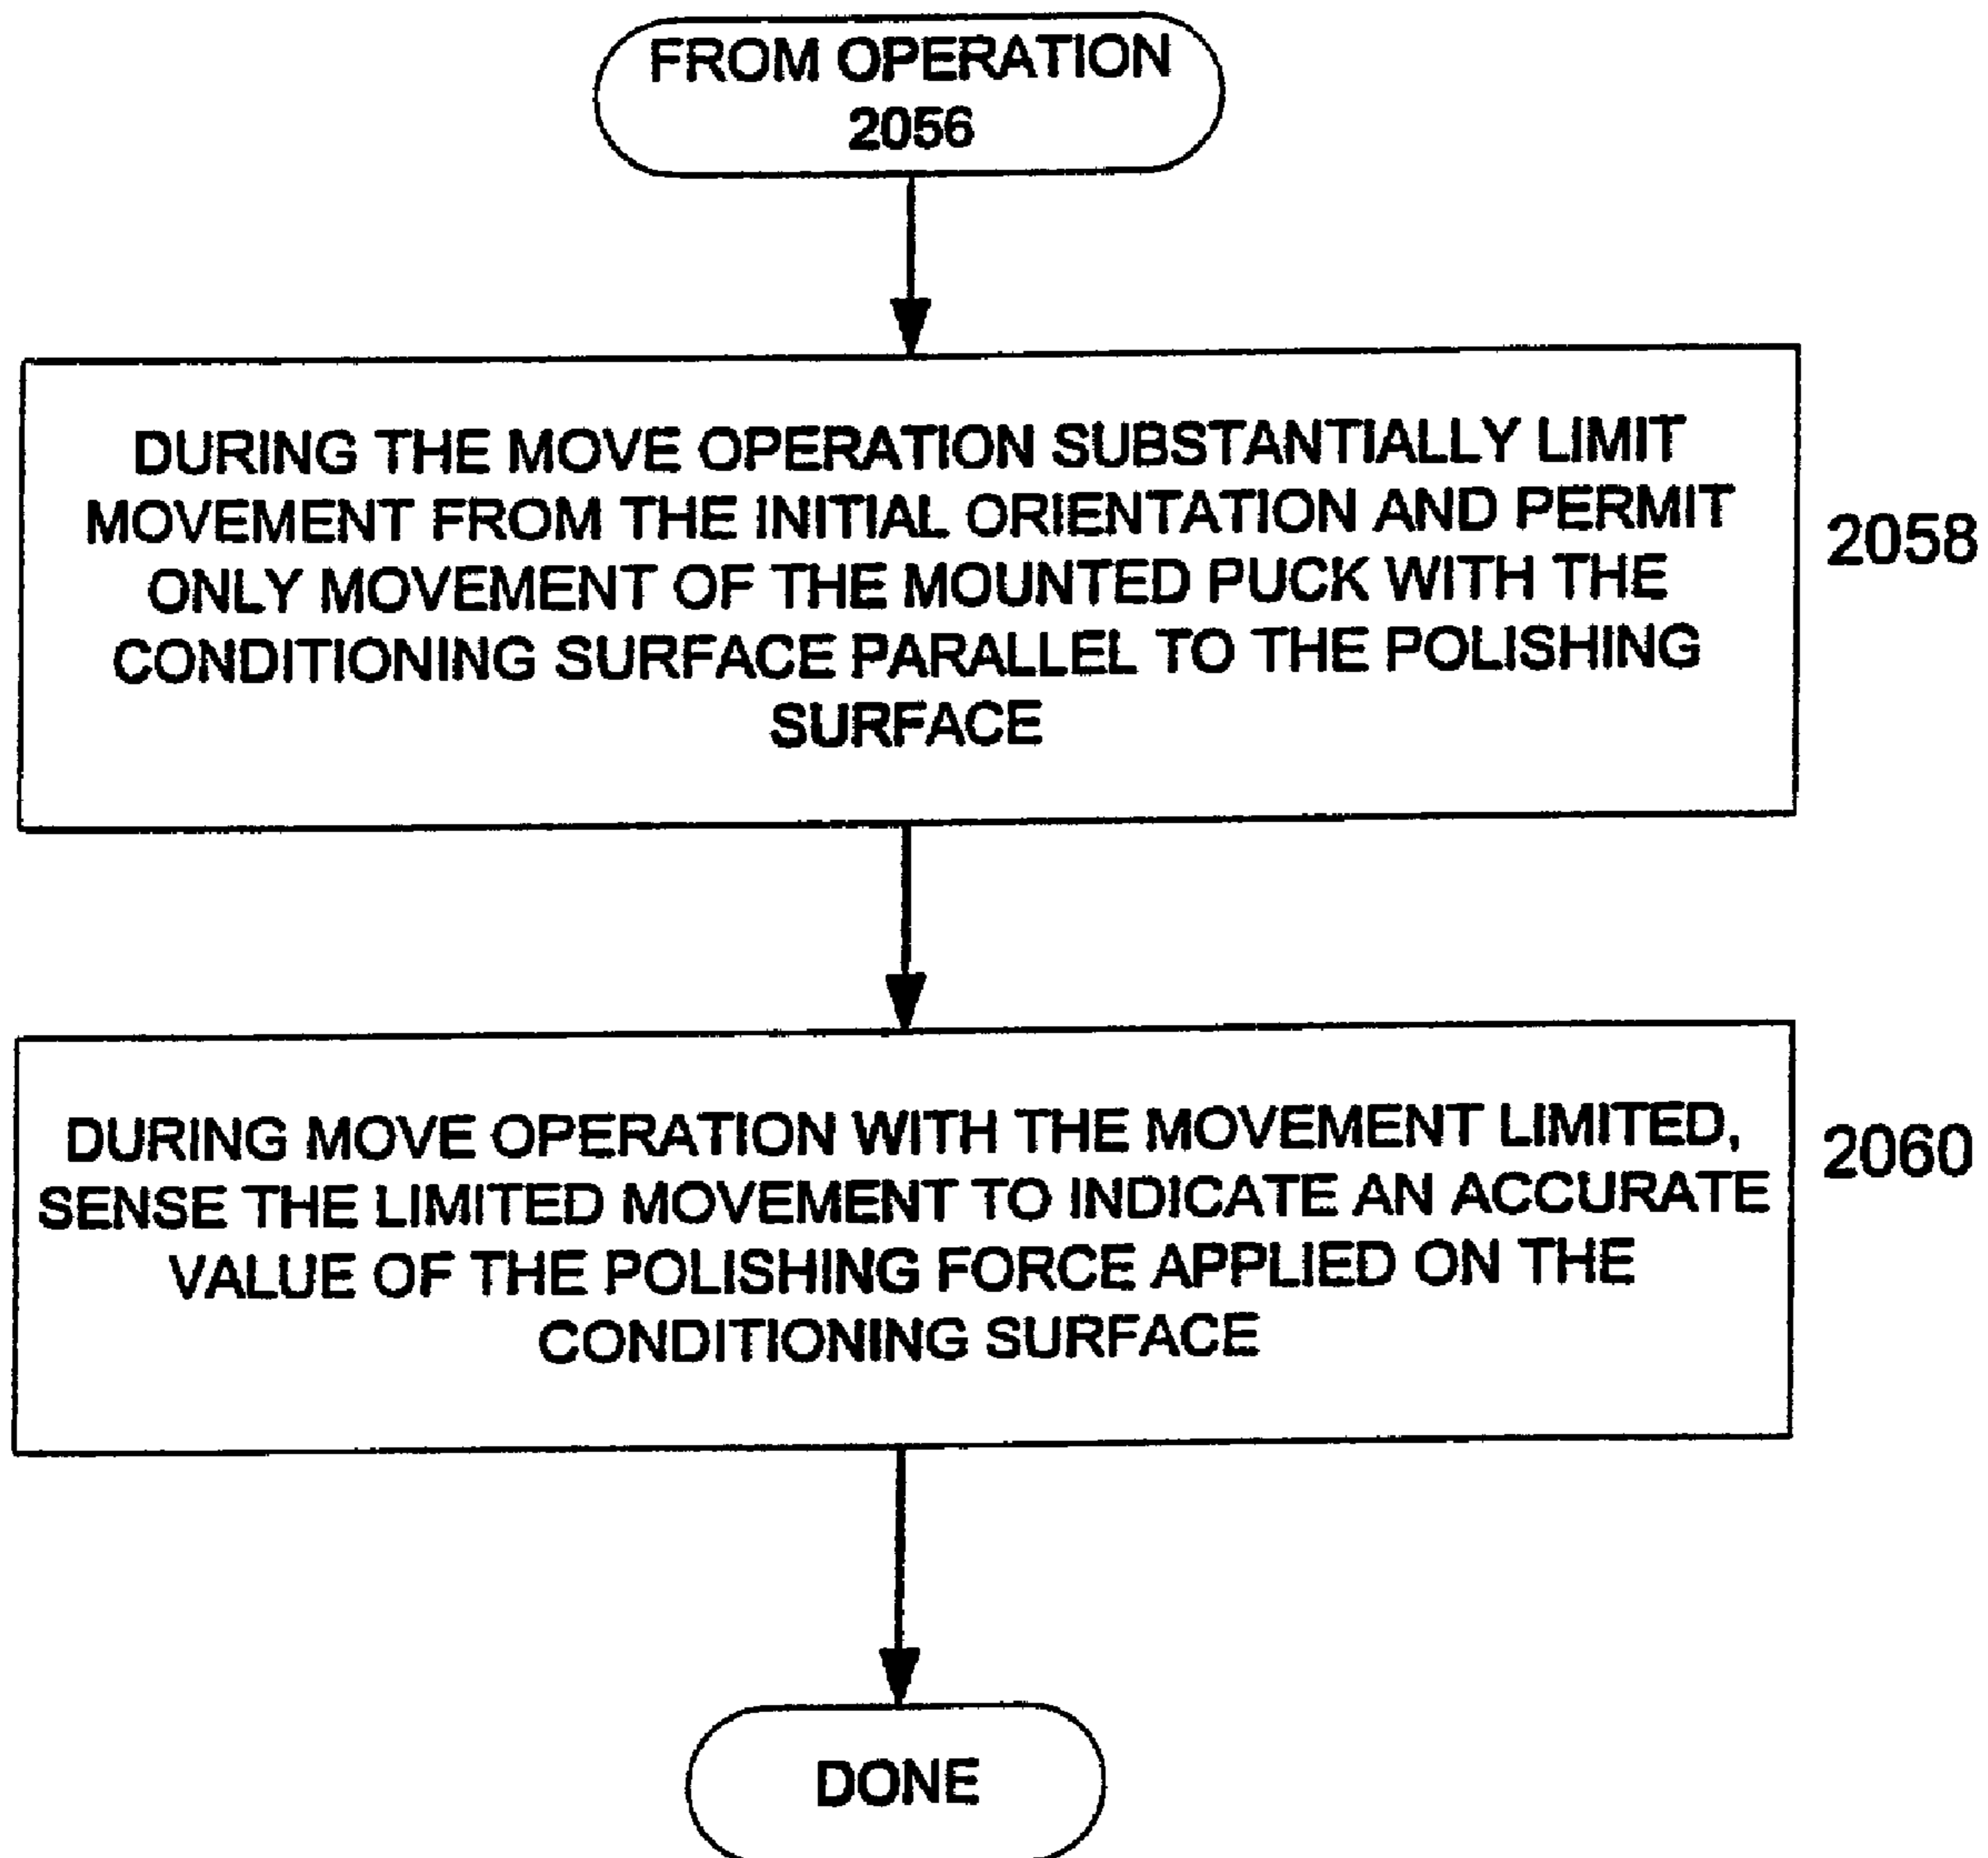 FROM OPERATION
2056
DURING THE MOVE OPERATION SUBSTANTIALLY LIMIT
MOVEMENT FROM THE INITIAL ORIENTATION AND PERMIT
ONLY MOVEMENT OF THE MOUNTED PUCK WITH THE
CONDITIONING SURFACE PARALLEL TO THE POLISHING
SURFACE
2058
DURING MOVE OPERATION WITH THE MOVEMENT LIMITED,
SENSE THE LIMITED MOVEMENT TO INDICATE AN ACCURATE
VALUE OF THE POLISHING FORCE APPLIED ON THE
CONDITIONING SURFACE
2060
DONE